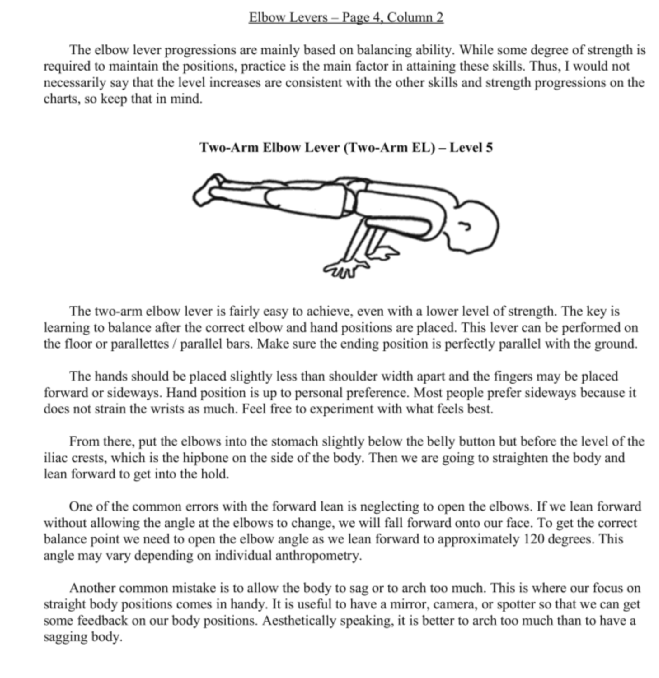 Elbow Levers – Page 4, Column 2
The elbow lever progressions are mainly based on balancing ability. While some degree of strength is
required to maintain the positions, practice is the main factor in attaining these skills. Thus, I would not
necessarily say that the level increases are consistent with the other skills and strength progressions on the
charts, so keep that in mind.
Two-Arm Elbow Lever (Two-Arm EL) – Level 5
The two-arm elbow lever is fairly easy to achieve, even with a lower level of strength. The key is
learning to balance after the correct elbow and hand positions are placed. This lever can be performed on
the floor or parallettes / parallel bars. Make sure the ending position is perfectly parallel with the ground.
The hands should be placed slightly less than shoulder width apart and the fingers may be placed
forward or sideways. Hand position is up to personal preference. Most people prefer sideways because it
does not strain the wrists as much. Feel free to experiment with what feels best.
From there, put the elbows into the stomach slightly below the belly button but before the level of the
iliac crests, which is the hipbone on the side of the body. Then we are going to straighten the body and
lean forward to get into the hold.
One of the common errors with the forward lean is neglecting to open the elbows. If we lean forward
without allowing the angle at the elbows to change, we will fall forward onto our face. To get the correct
balance point we need to open the elbow angle as we lean forward to approximately 120 degrees. This
angle may vary depending on individual anthropometry.
Another common mistake is to allow the body to sag or to arch too much. This is where our focus on
straight body positions comes in handy. It is useful to have a mirror, camera, or spotter so that we can get
some feedback on our body positions. Aesthetically speaking, it is better to arch too much than to have a
sagging body.